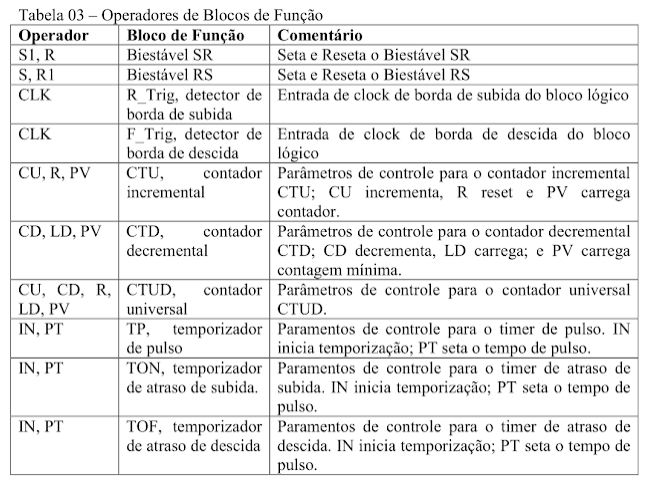 Tabela 03 – Operadores de Blocos de Função
Operador Bloco de Função Comentário
S1, R Biestável SR Seta e Reseta o Biestável SR
S, R1 Biestável RS Seta e Reseta o Biestável RS
CLK R_Trig, detector de Entrada de clock de borda de subida do bloco lógico
borda de subida
CLK F_Trig, detector de Entrada de clock de borda de descida do bloco
borda de descida lógico
CU, R, PV CTU, contador Parâmetros de controle para o contador incremental
incremental CTU; CU incrementa, R reset e PV carrega
contador.
CD, LD, PV CTD, contador Parâmetros de controle para o contador decremental
decremental CTD; CD decrementa, LD carrega; e PV carrega
contagem mínima.
CU, CD, R, CTUD, contador Parâmetros de controle para o contador universal
LD, PV universal CTUD.
IN, PT TP, temporizador Paramentos de controle para o timer de pulso. IN
de pulso inicia temporização; PT seta o tempo de pulso.
IN, PT TON, temporizador Paramentos de controle para o timer de atraso de
de atraso de subida. subida. IN inicia temporização; PT seta o tempo de
pulso.
IN, PT TOF, temporizador Paramentos de controle para o timer de atraso de
de atraso de descida descida. IN inicia temporização; PT seta o tempo de
pulso.